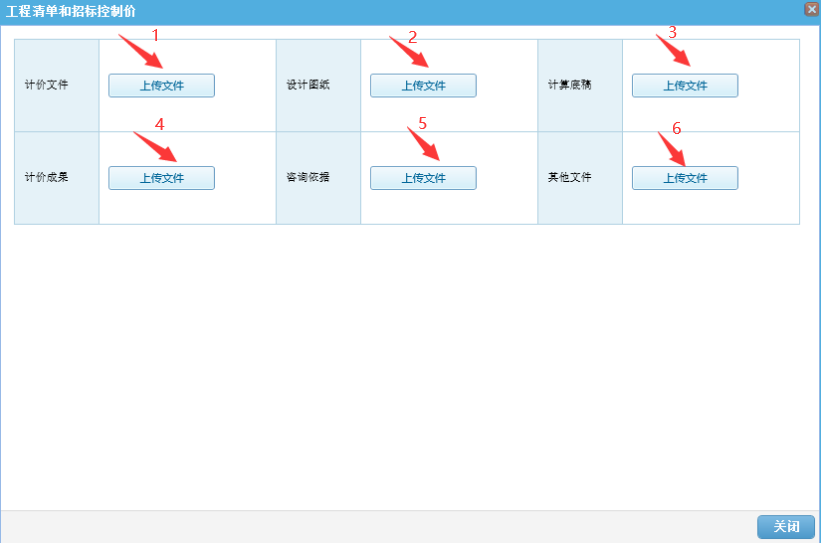 工程清单和招标控制价
1 2 3
计价文件 上传文件 设计图纸 上传文件 计算底稿 上传文件
4 5 6
计价成果 上传文件 咨询依据 上传文件 其他文件 上传文件
关闭